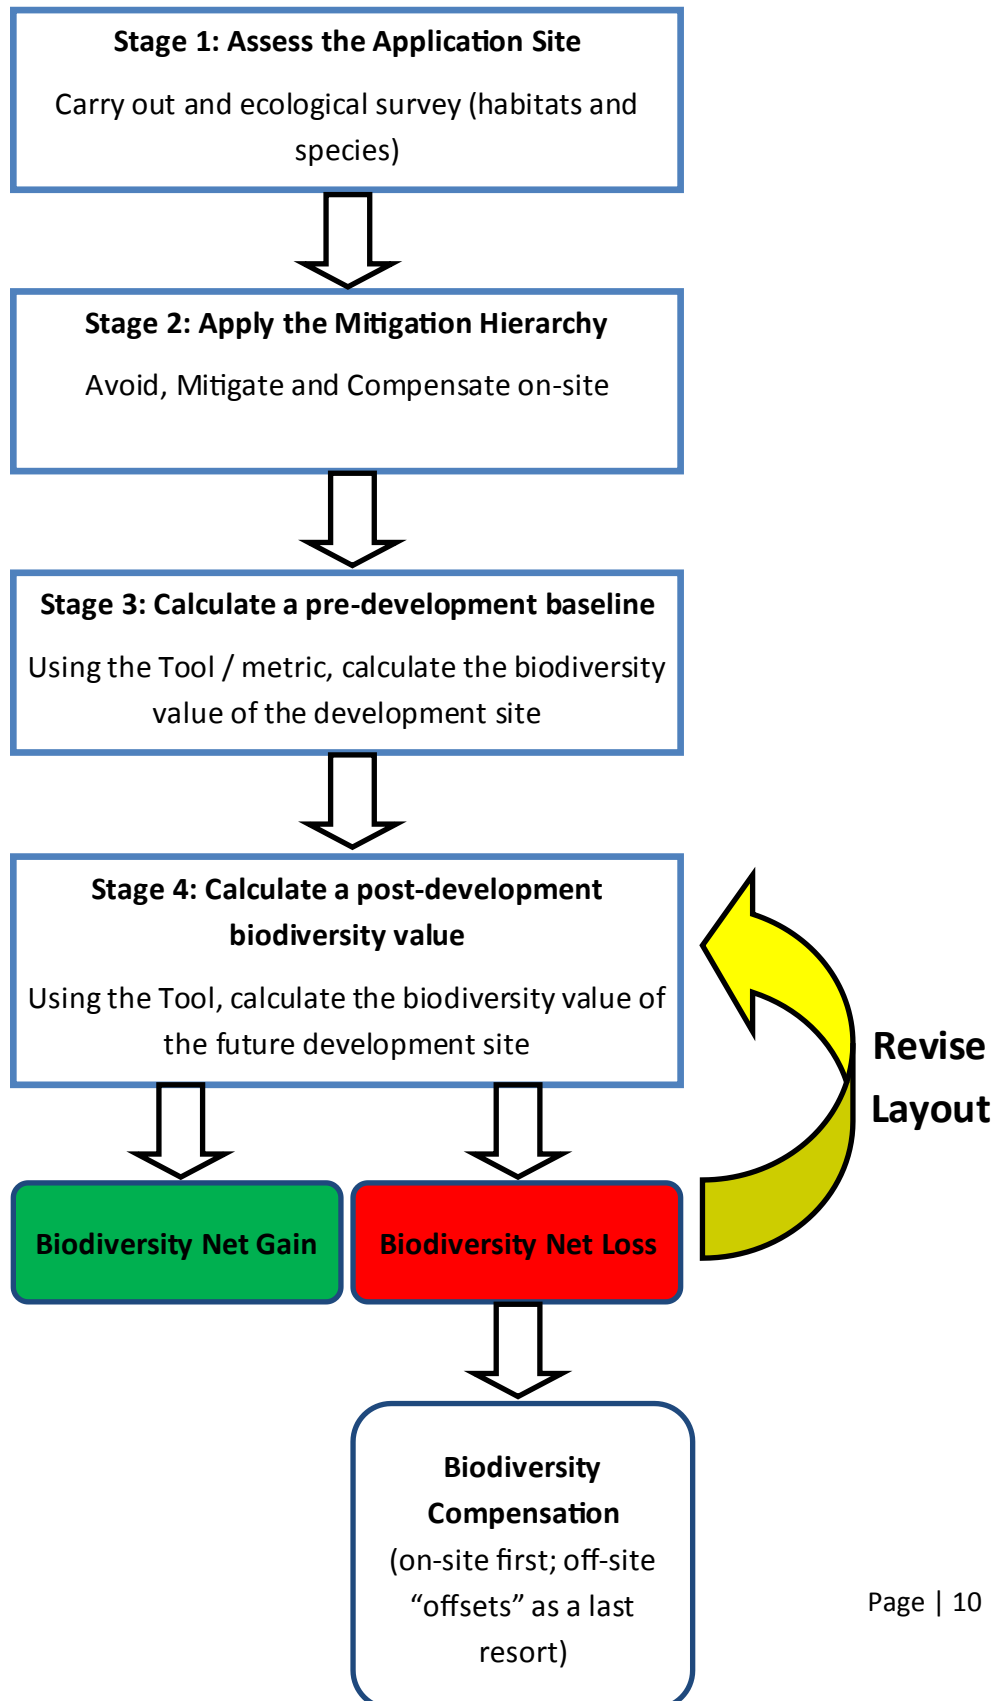 Stage 1: Assess the Application Site
Carry out and ecological survey (habitats and
species)
Stage 2: Apply the Mitigation Hierarchy
Avoid, Mitigate and Compensate on-site
Stage 3: Calculate a pre-development baseline
Using the Tool / metric, calculate the biodiversity
value of the development site
Stage 4: Calculate a post-development
biodiversity value
Using the Tool, calculate the biodiversity value of
the future development site
Revise
Layout
Biodiversity Net Gain
Biodiversity Net Loss
Biodiversity
Compensation
(on-site first; off-site
“offsets” as a last
resort)
Page | 10